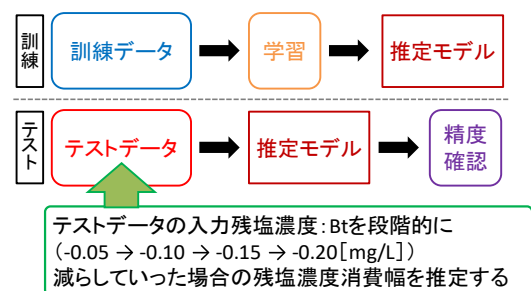 訓練
訓練データ
学習
推定モデル
テスト
テストデータ
推定モデル
精度
確認
テストデータの入力残塩濃度：Btを段階的に
（-0.05 → -0.10 → -0.15 → -0.20[mg/L]）
減らしていった場合の残塩濃度消費幅を推定する